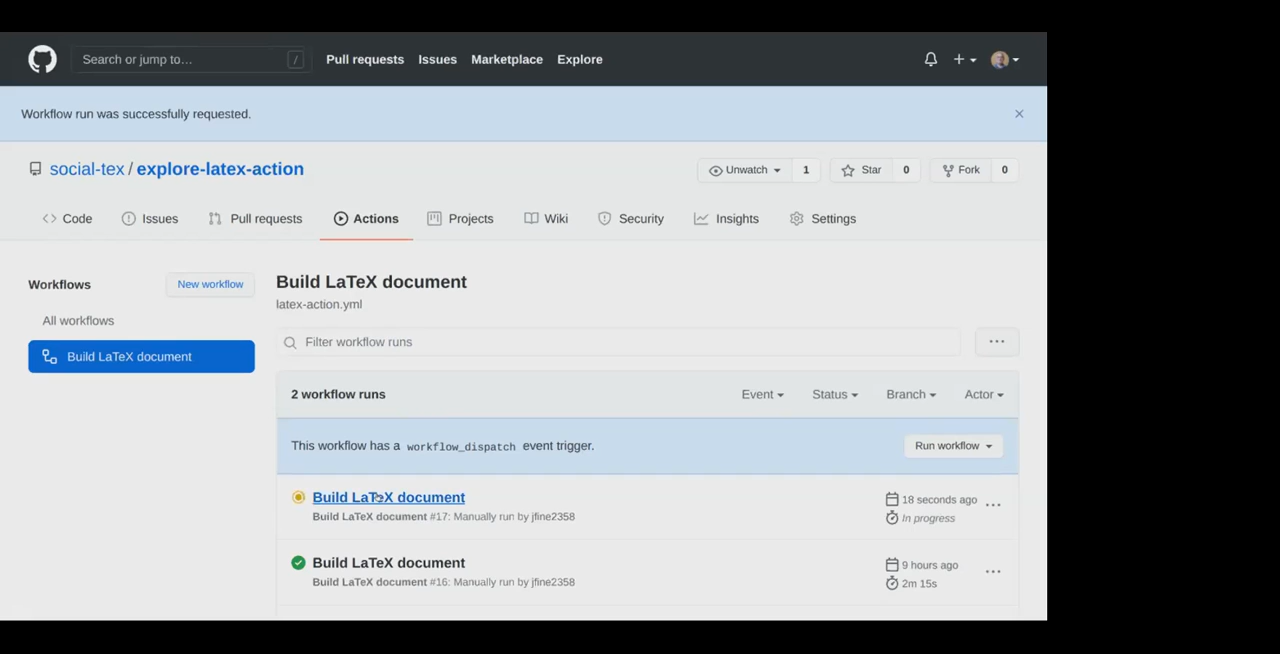 Search or jump to… / Pull requests Issues Marketplace Explore
Workflow run was successfully requested.
social-tex / explore-latex-action Unwatch 1 Star 0 Fork 0
Code Issues Pull requests Actions Projects Wiki Security Insights Settings
Workflows New workflow
All workflows
Build LaTeX document
Build LaTeX document
latex-action.yml
Filter workflow runs
2 workflow runs Event Status Branch Actor
This workflow has a workflow_dispatch event trigger. Run workflow
Build LaTeX document 18 seconds ago
Build LaTeX document #17: Manually run by jfine2358 In progress
Build LaTeX document 9 hours ago
Build LaTeX document #16: Manually run by jfine2358 2m 15s